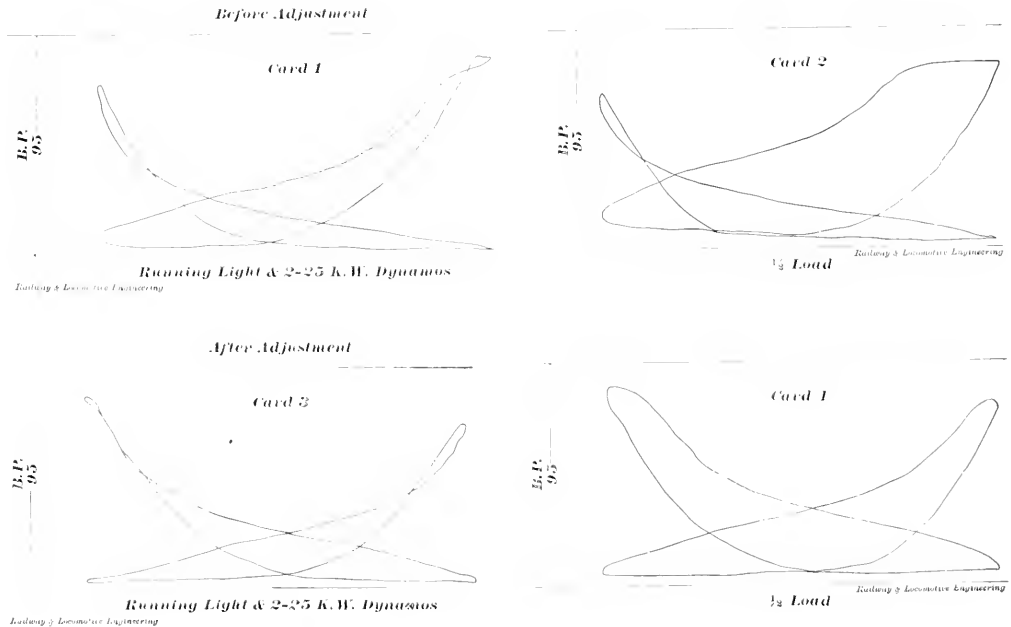 Before Adjustment
Card 1
Card 2
B.P.
95
B.P.
95
Running Light & 2-25 K.W. Dynamos
½ Load
Railway & Locomotive Engineering
Railway & Locomotive Engineering
After Adjustment
Card 3
Card 1
B.P.
95
B.P.
95
Running Light & 2-25 K.W. Dynamos
½ Load
Railway & Locomotive Engineering
Railway & Locomotive Engineering